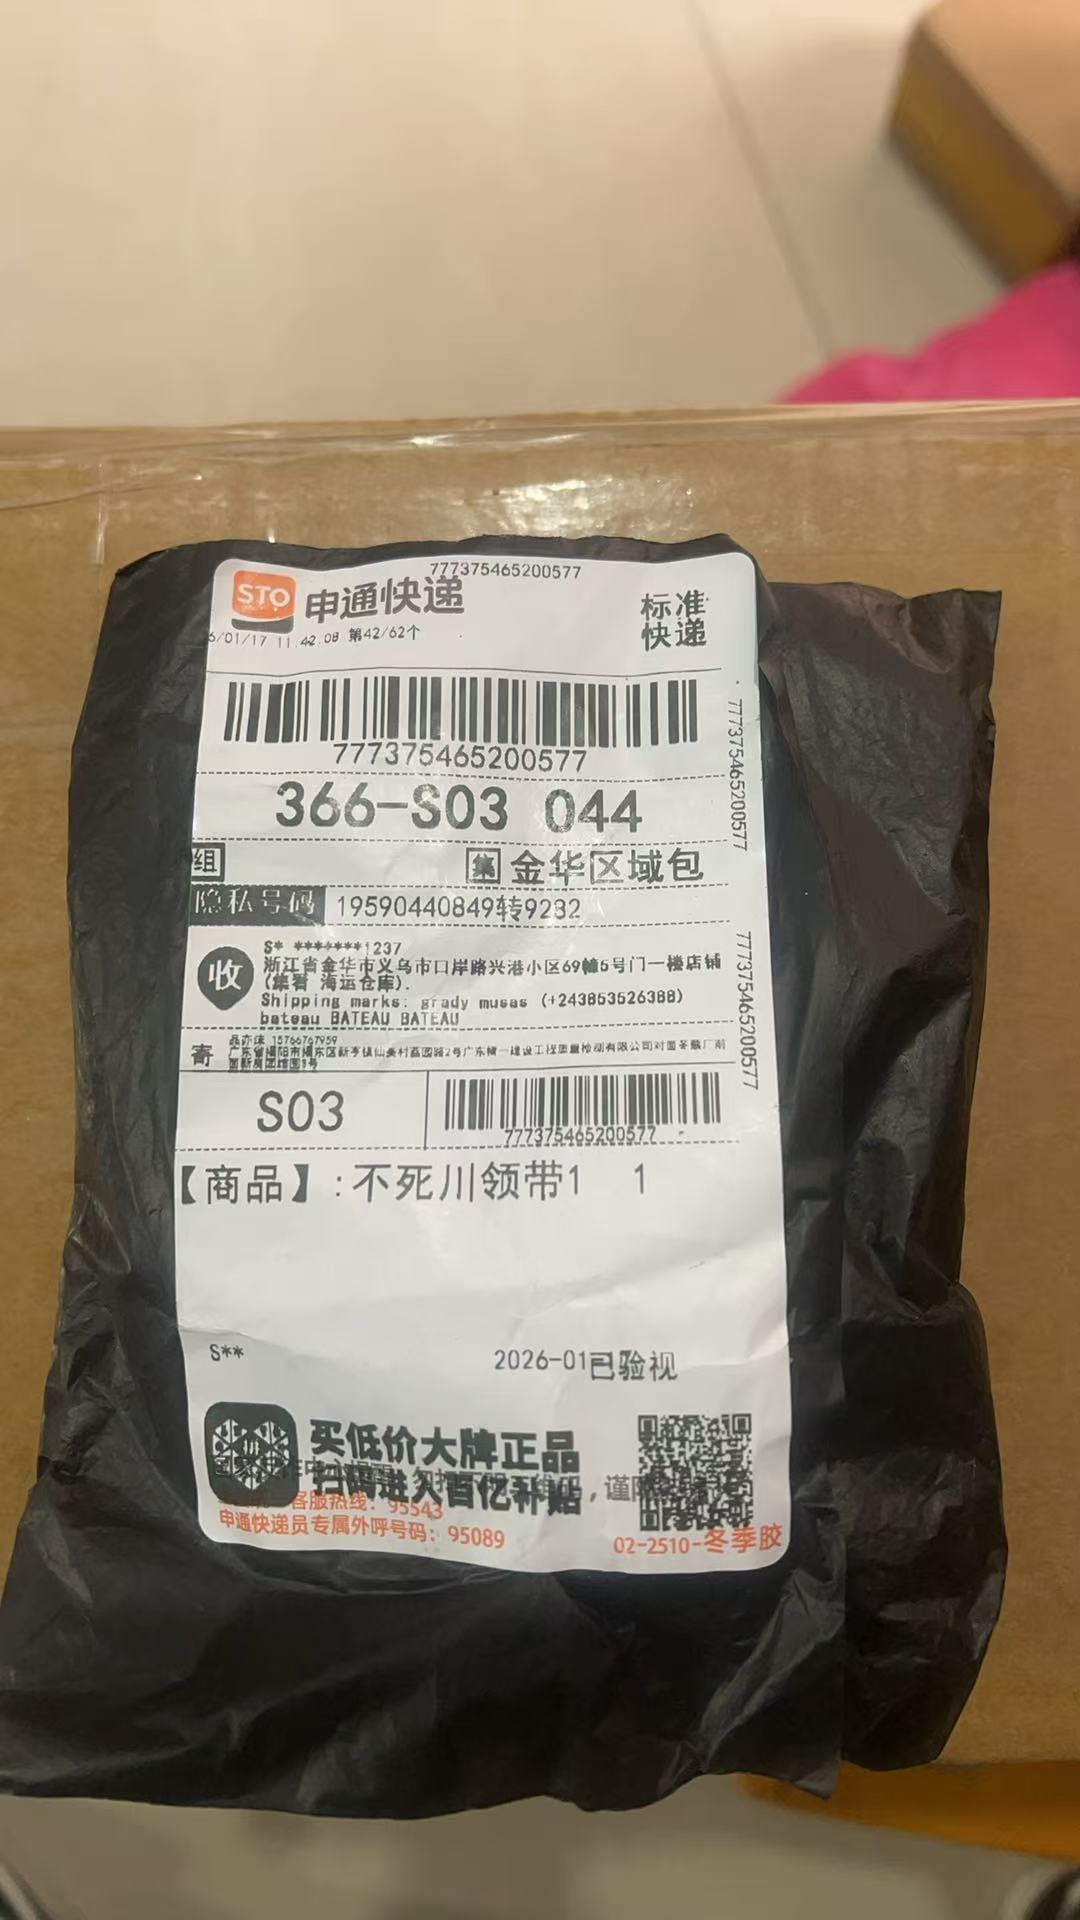 777375465200577
STO 申通快递
标准
快递
6/01/17 11.42.08 第42/62个
777375465200577
777375465200577
366-S03 044
组
集 金华区域包
隐私号码 19590440849转9232
收
S* *******1237
浙江省金华市义乌市口岸路兴港小区69幢5号门一楼店铺
海运仓库).
Shipping marks: grady musas (+243853526388)
bateau BATEAU BATEAU
777375465200577
寄
15766767959
S03
777375465200577
【商品】:不死川领带1 1
S**
2026-01 已验视
买低价大牌正品
扫码进入百亿补贴
客服热线：95543
申通快递员专属外呼号码：95089
02-2510-冬季胶